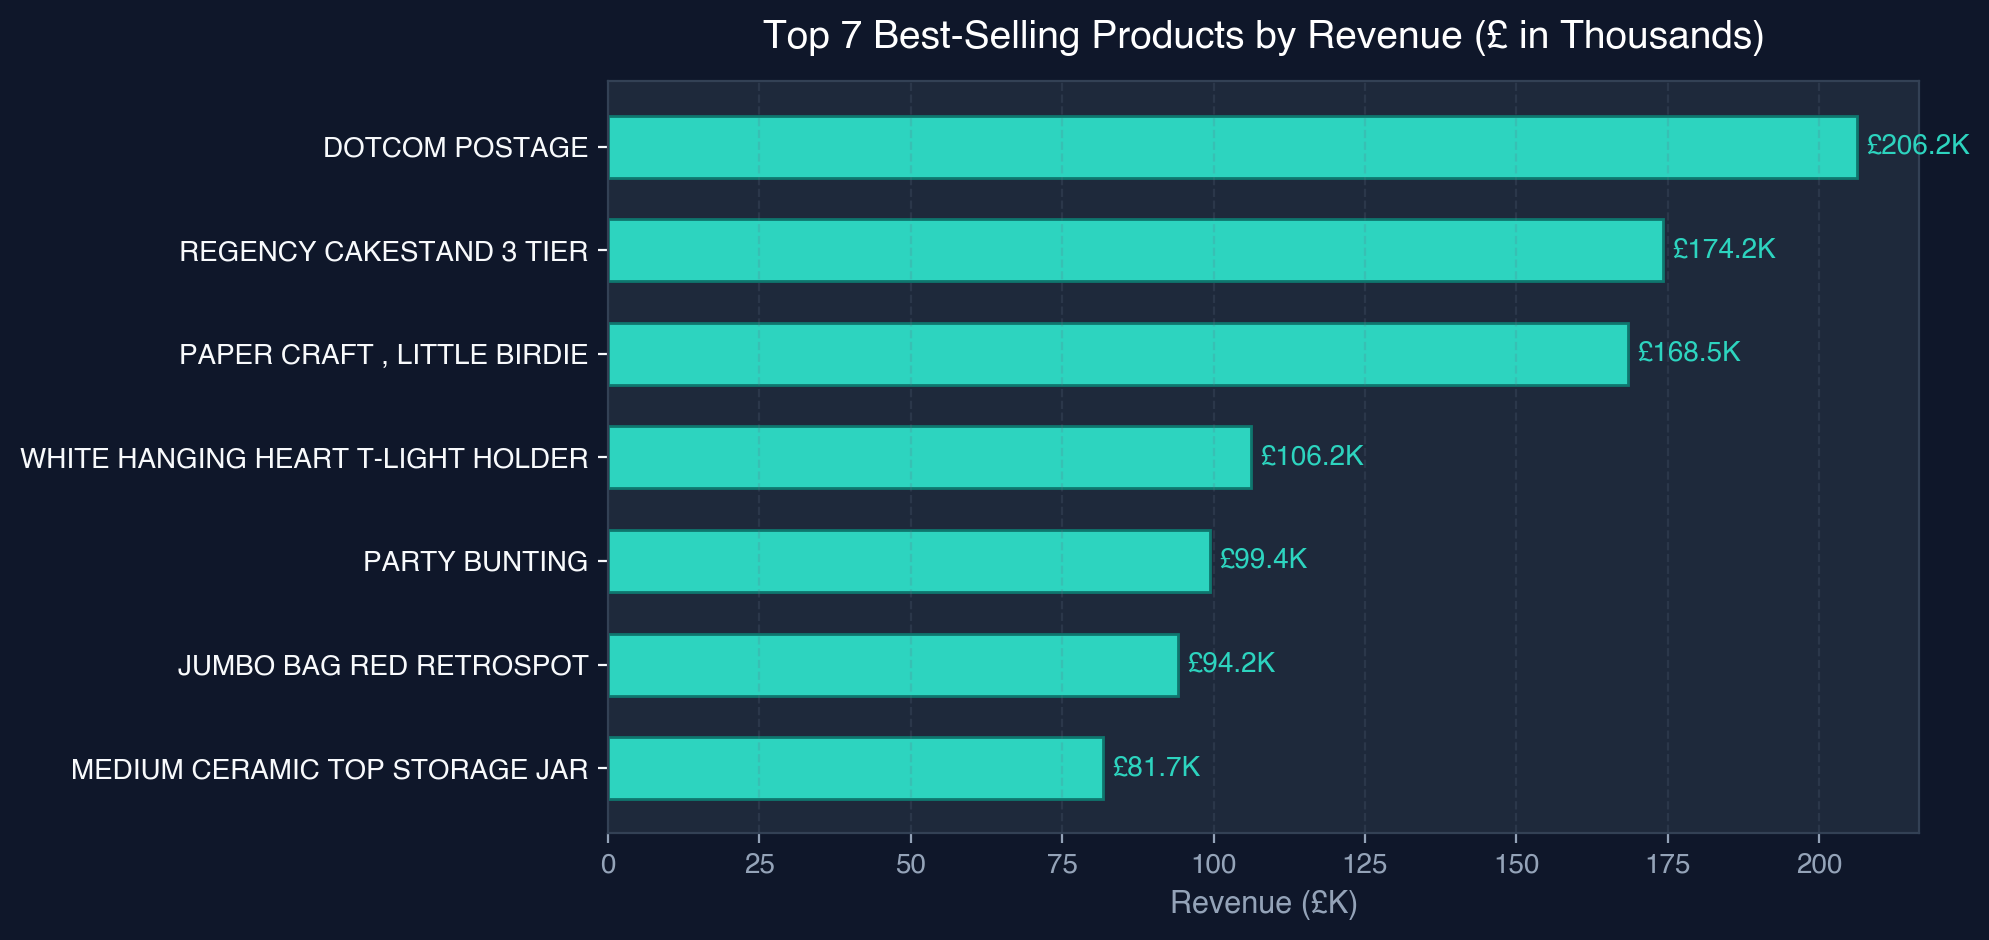 Top 7 Best-Selling Products by Revenue (£ in Thousands)
DOTCOM POSTAGE
£206.2K
REGENCY CAKESTAND 3 TIER
£174.2K
PAPER CRAFT , LITTLE BIRDIE
£168.5K
WHITE HANGING HEART T-LIGHT HOLDER
£106.2K
PARTY BUNTING
£99.4K
JUMBO BAG RED RETROSPOT
£94.2K
MEDIUM CERAMIC TOP STORAGE JAR
£81.7K
0 25 50 75 100 125 150 175 200
Revenue (£K)